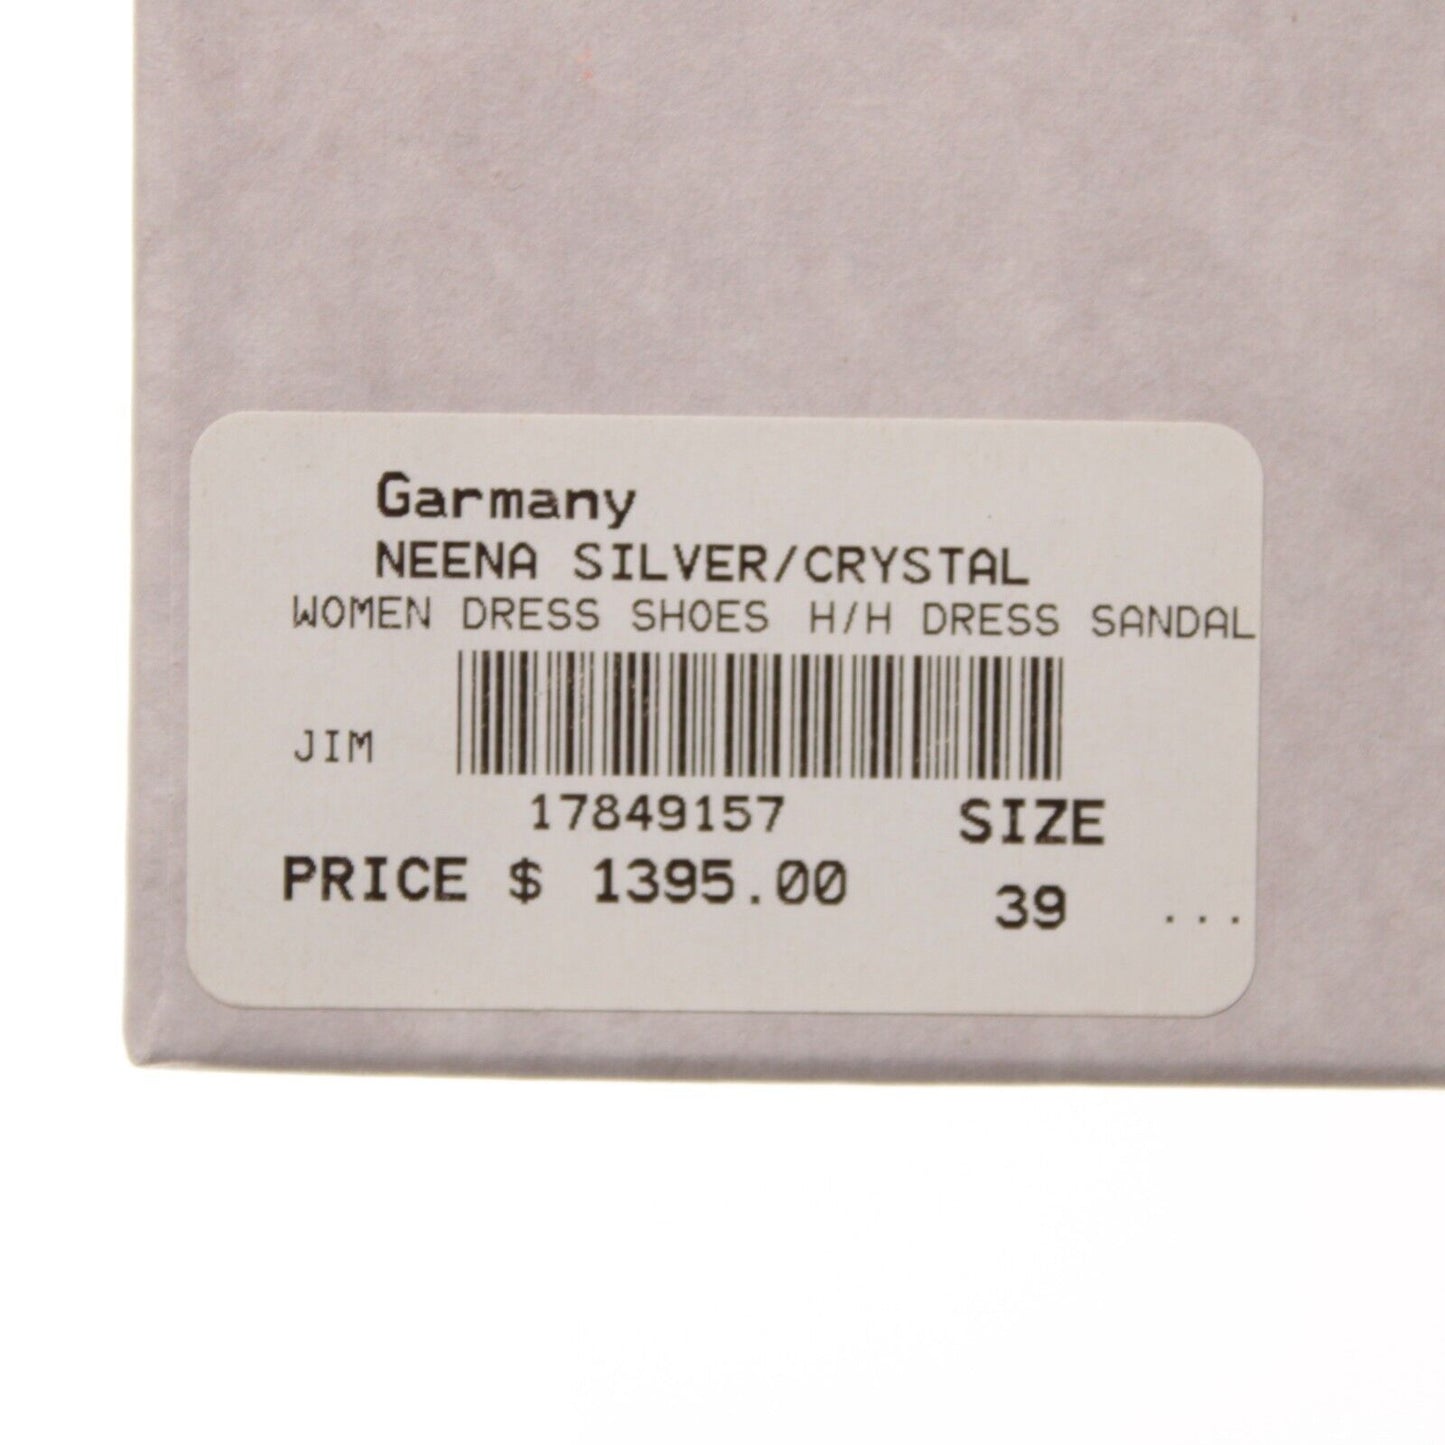 Garmany
NEENA SILVER/CRYSTAL
WOMEN DRESS SHOES H/H DRESS SANDAL
JIM
17849157
SIZE
PRICE $ 1395.00
39 ...